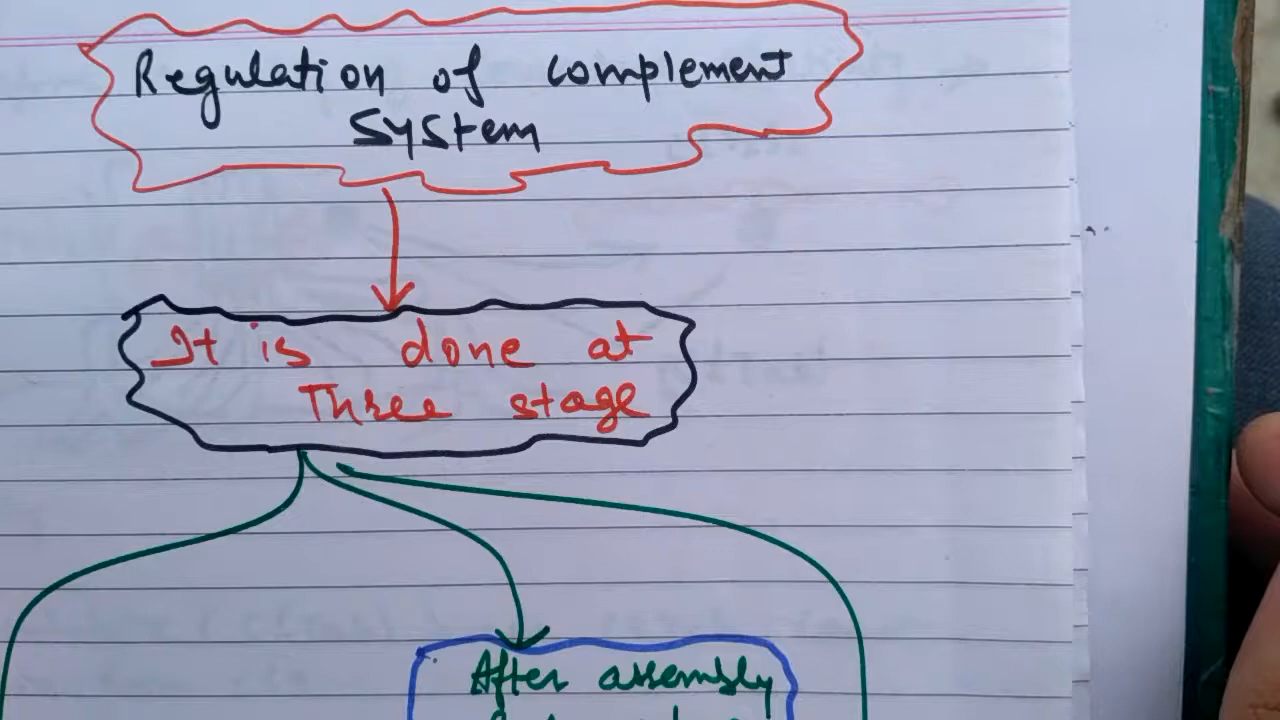 Regulation of complement
system
It is done at
Three stage
After assembly